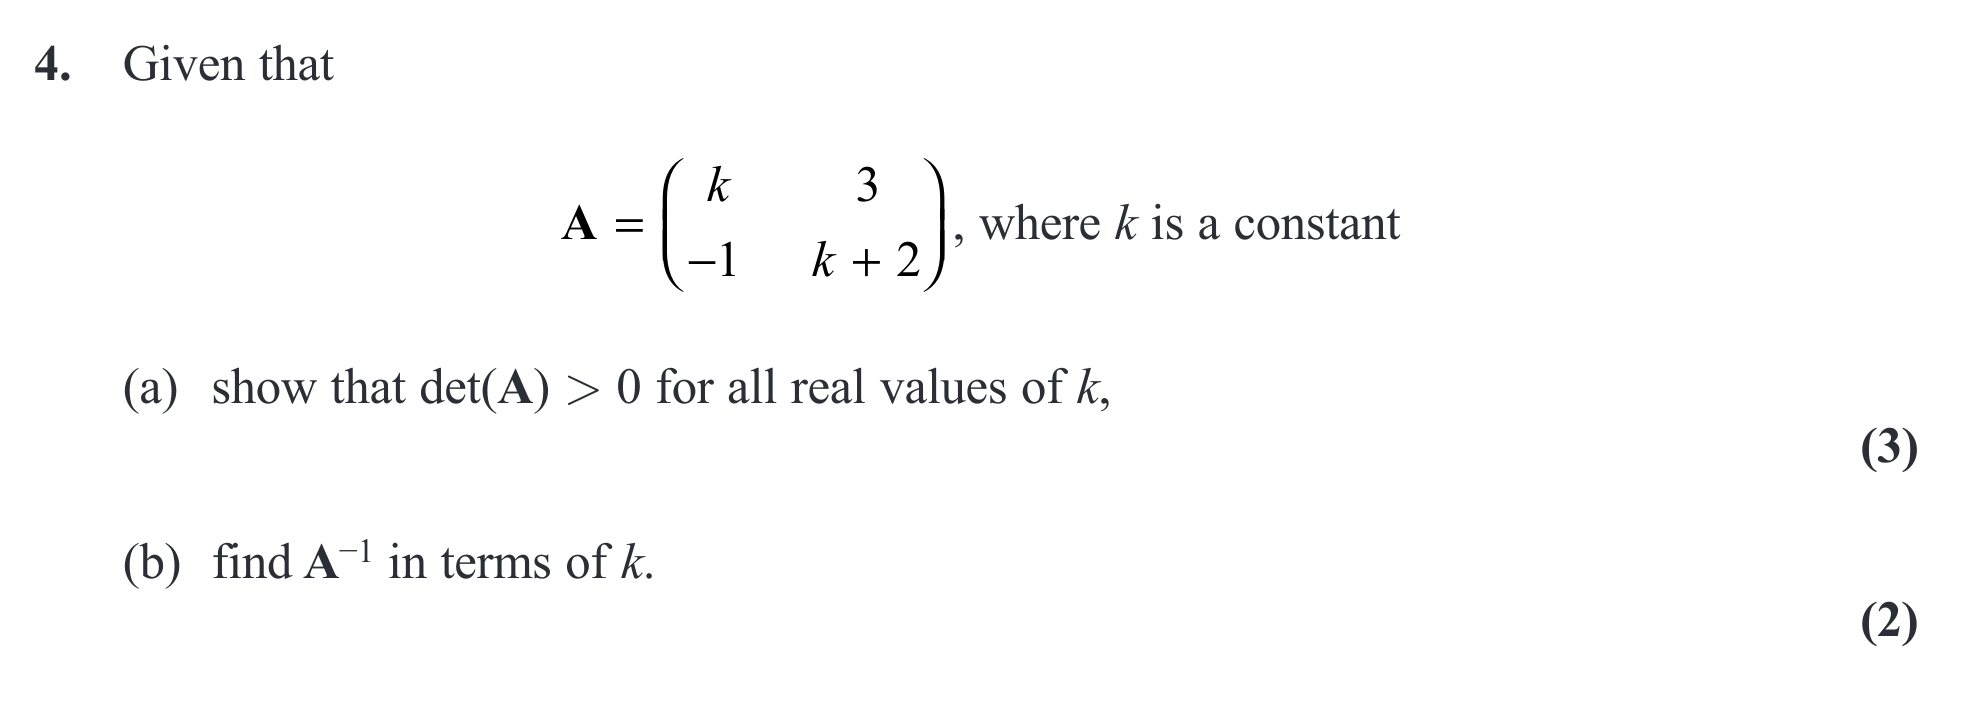 4. Given that
A = ( k 3
−1 k + 2 ), where k is a constant
(a) show that det(A) > 0 for all real values of k,
(3)
(b) find A⁻¹ in terms of k.
(2)